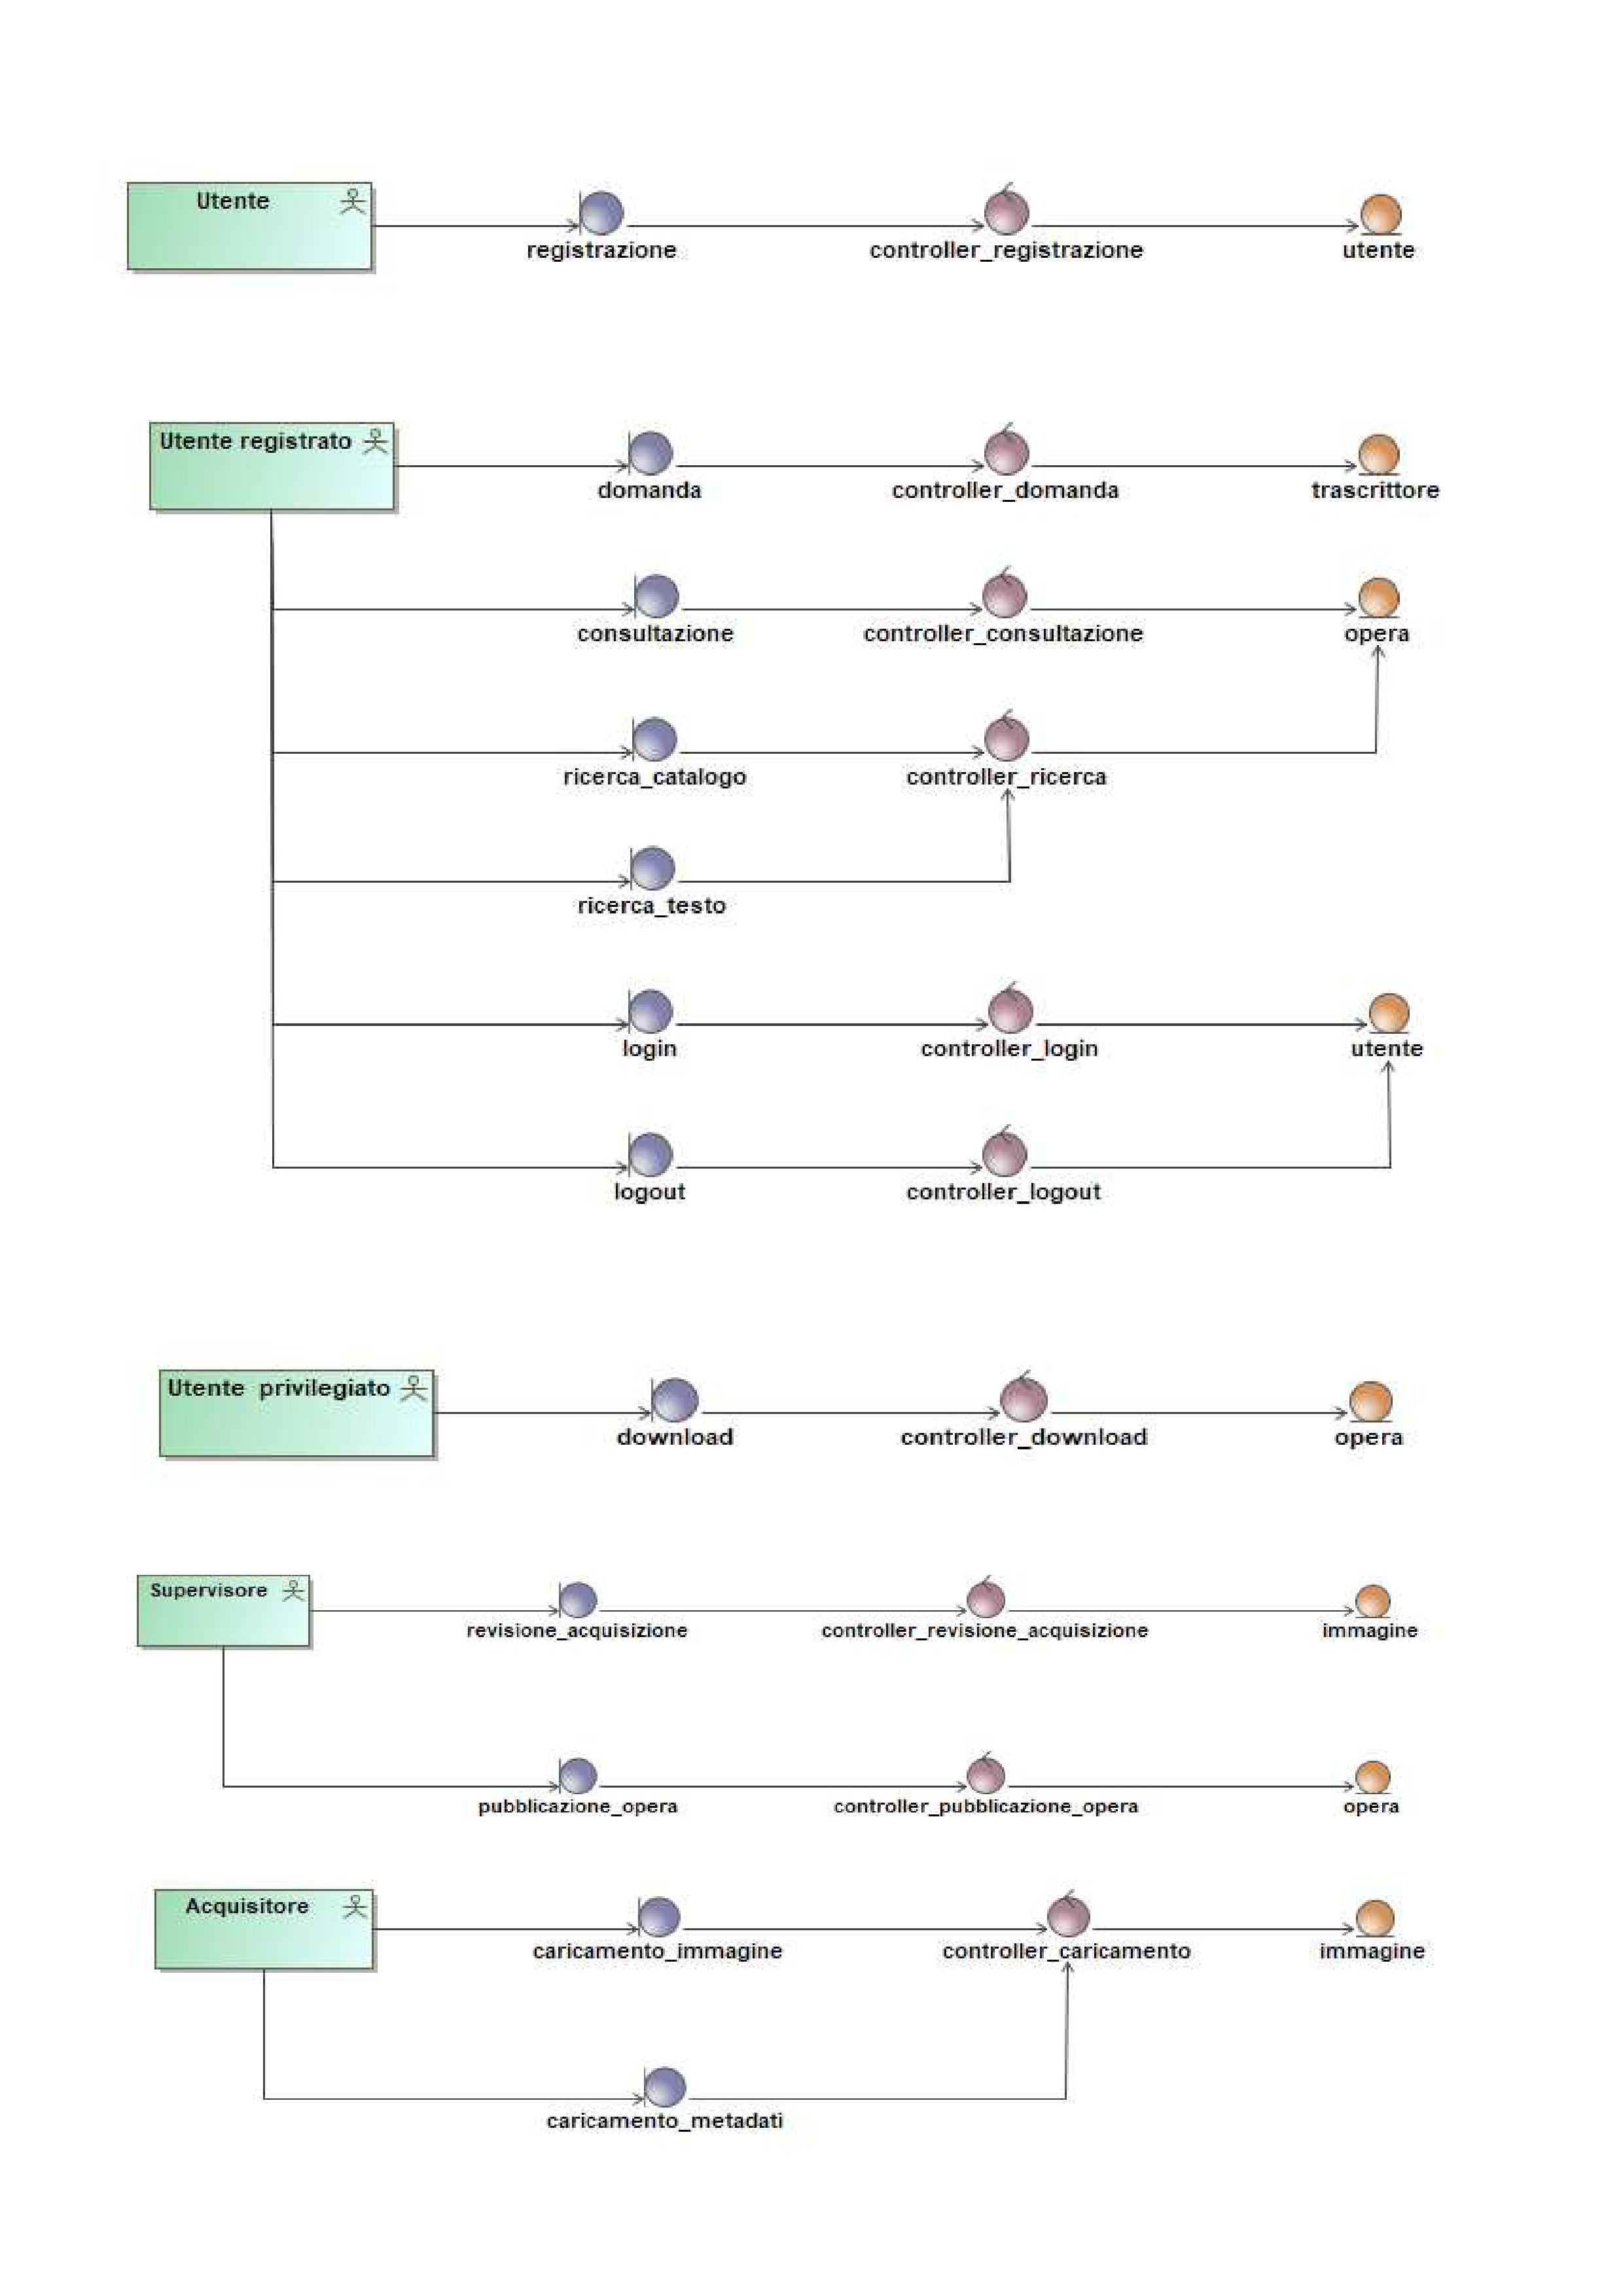 Utente
registrazione controller_registrazione utente
Utente registrato
domanda controller_domanda trascrittore
consultazione controller_consultazione opera
ricerca_catalogo controller_ricerca
ricerca_testo
login controller_login utente
logout controller_logout
Utente privilegiato
download controller_download opera
Supervisore
revisione_acquisizione controller_revisione_acquisizione immagine
pubblicazione_opera controller_pubblicazione_opera opera
Acquisitore
caricamento_immagine controller_caricamento immagine
caricamento_metadati